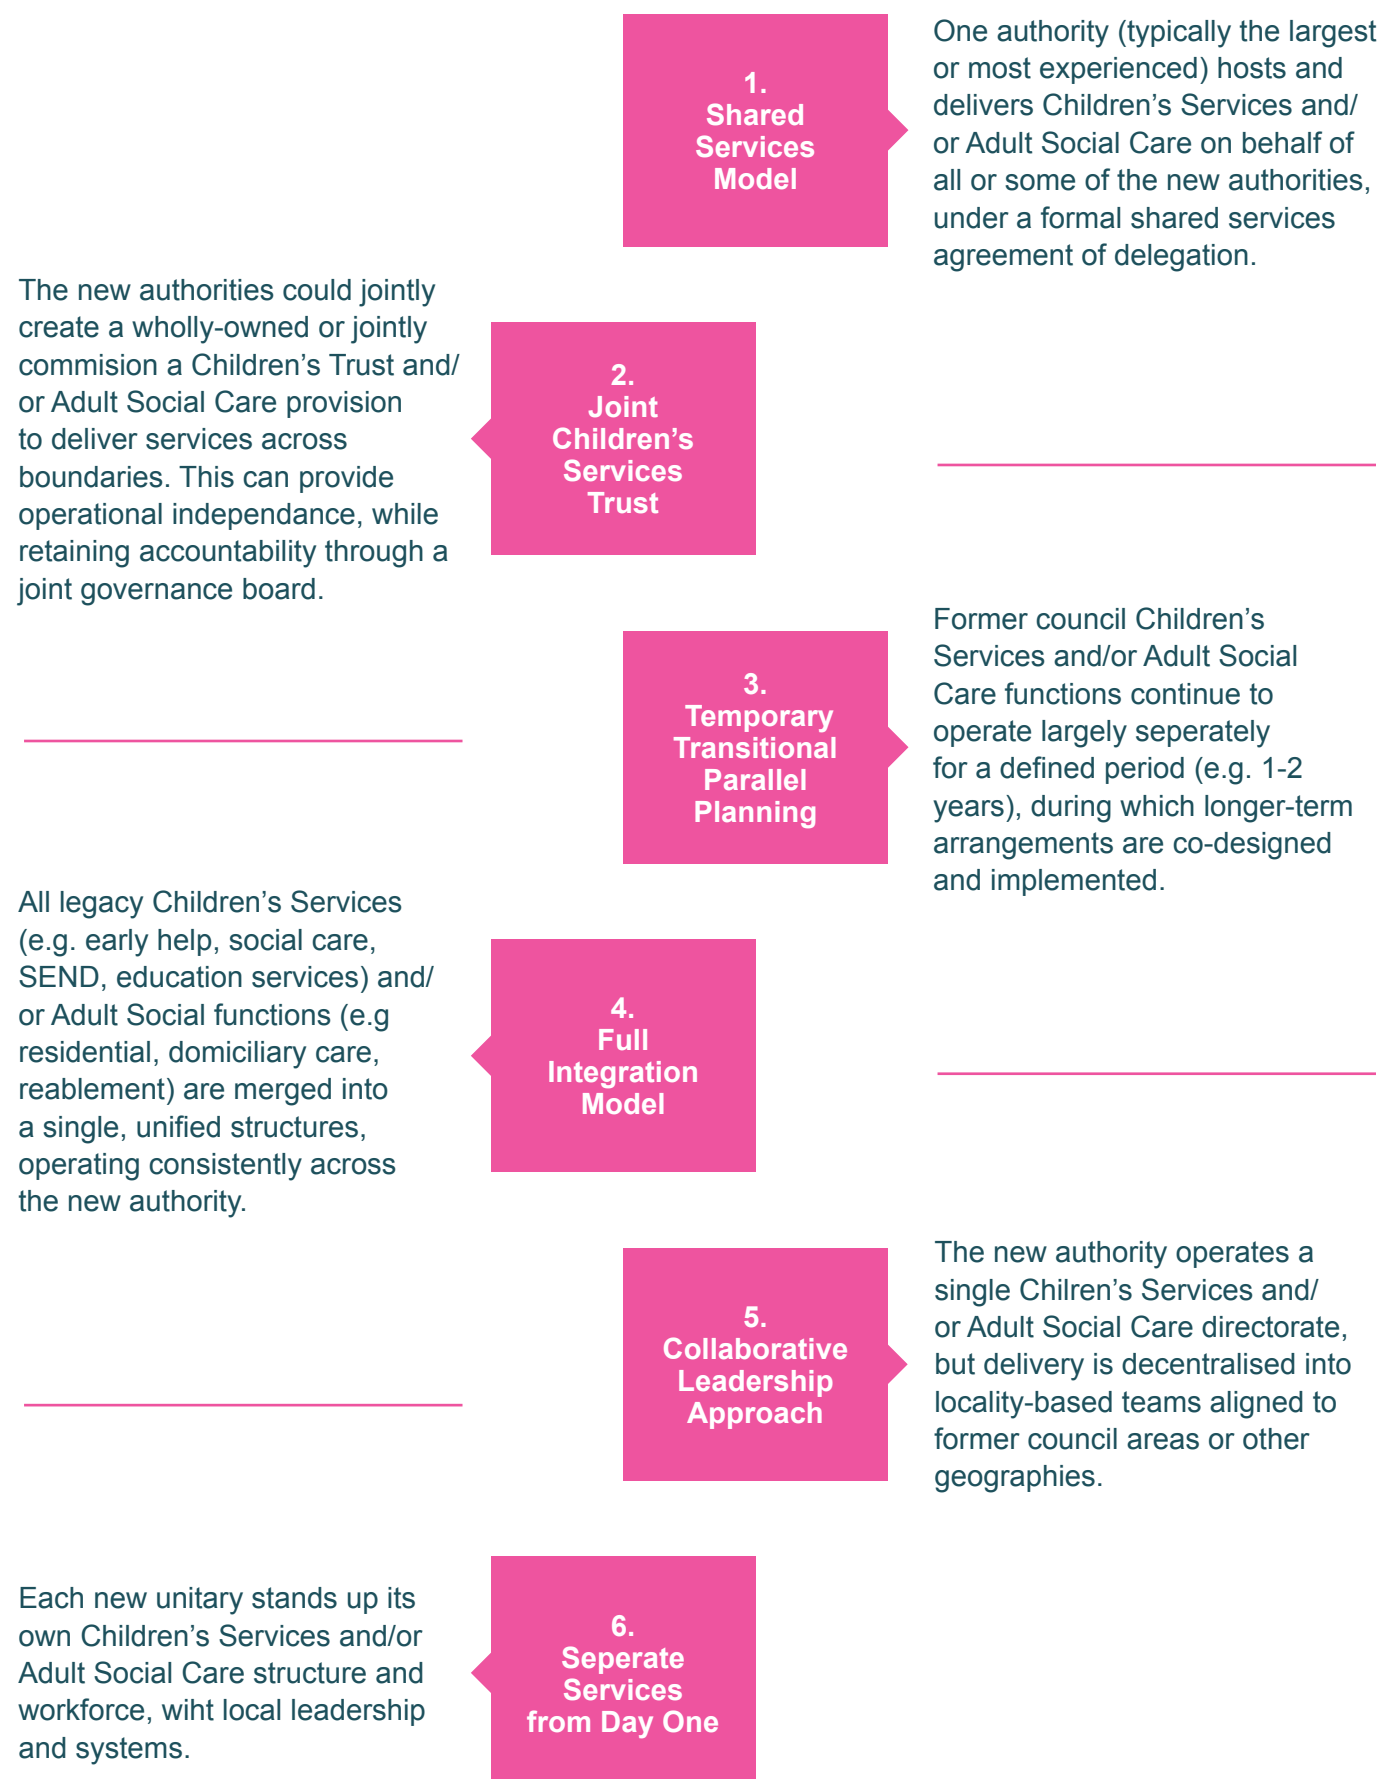 1.
Shared
Services
Model
One authority (typically the largest
or most experienced) hosts and
delivers Children’s Services and/
or Adult Social Care on behalf of
all or some of the new authorities,
under a formal shared services
agreement of delegation.
2.
Joint
Children’s
Services
Trust
The new authorities could jointly
create a wholly-owned or jointly
commision a Children’s Trust and/
or Adult Social Care provision
to deliver services across
boundaries. This can provide
operational independance, while
retaining accountability through a
joint governance board.
3.
Temporary
Transitional
Parallel
Planning
Former council Children’s
Services and/or Adult Social
Care functions continue to
operate largely seperately
for a defined period (e.g. 1-2
years), during which longer-term
arrangements are co-designed
and implemented.
4.
Full
Integration
Model
All legacy Children’s Services
(e.g. early help, social care,
SEND, education services) and/
or Adult Social functions (e.g
residential, domiciliary care,
reablement) are merged into
a single, unified structures,
operating consistently across
the new authority.
5.
Collaborative
Leadership
Approach
The new authority operates a
single Chilren’s Services and/
or Adult Social Care directorate,
but delivery is decentralised into
locality-based teams aligned to
former council areas or other
geographies.
6.
Seperate
Services
from Day One
Each new unitary stands up its
own Children’s Services and/or
Adult Social Care structure and
workforce, wiht local leadership
and systems.